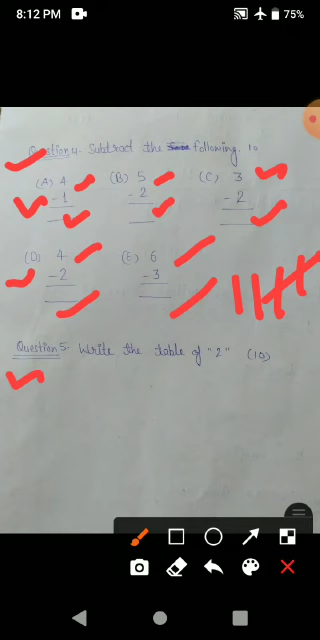 8:12 PM 75%
Question 4- Subtract the following. 10
(A) 4 (B) 5 (C) 3
-1 -2 -2
(D) 4 (E) 6
-2 -3
Question 5- Write the table of "2" (10)